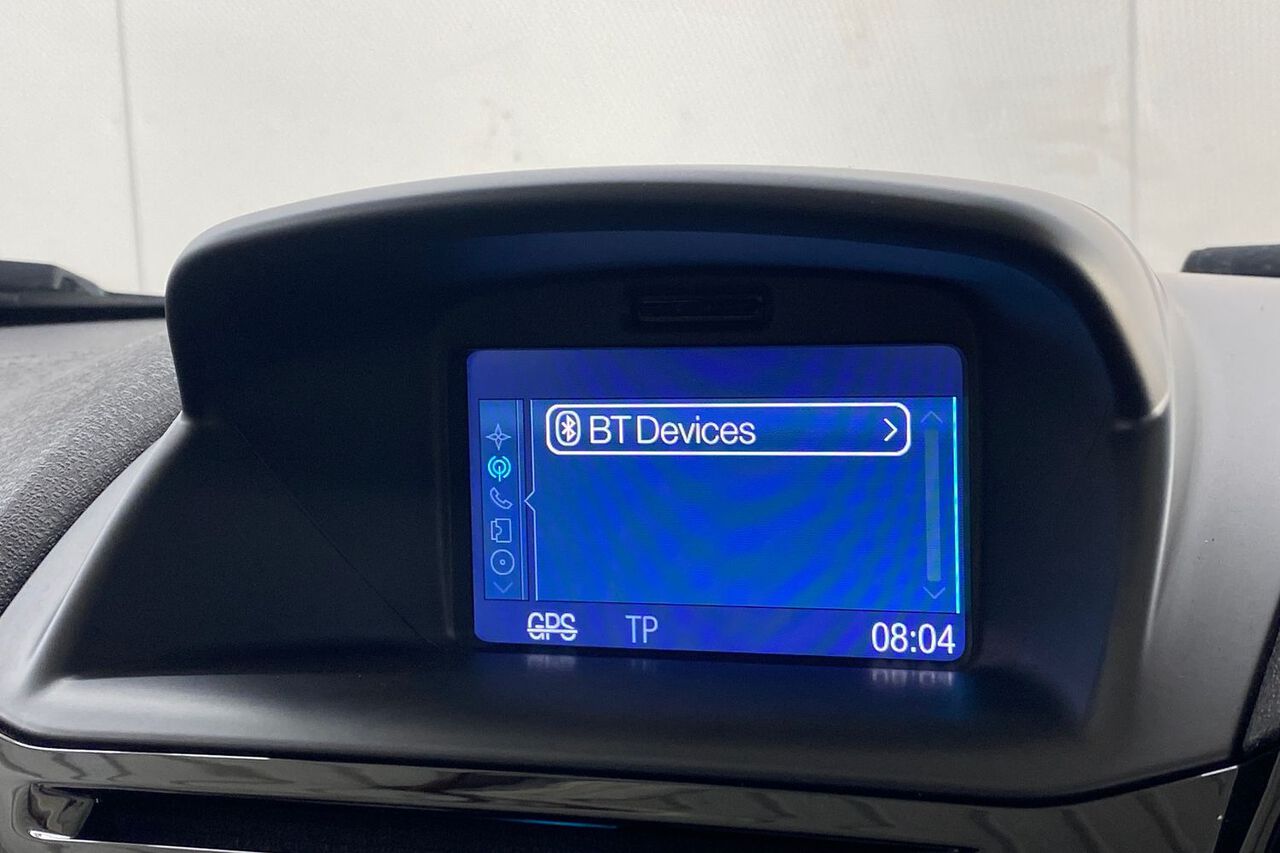 BT Devices
GPS TP 08:04